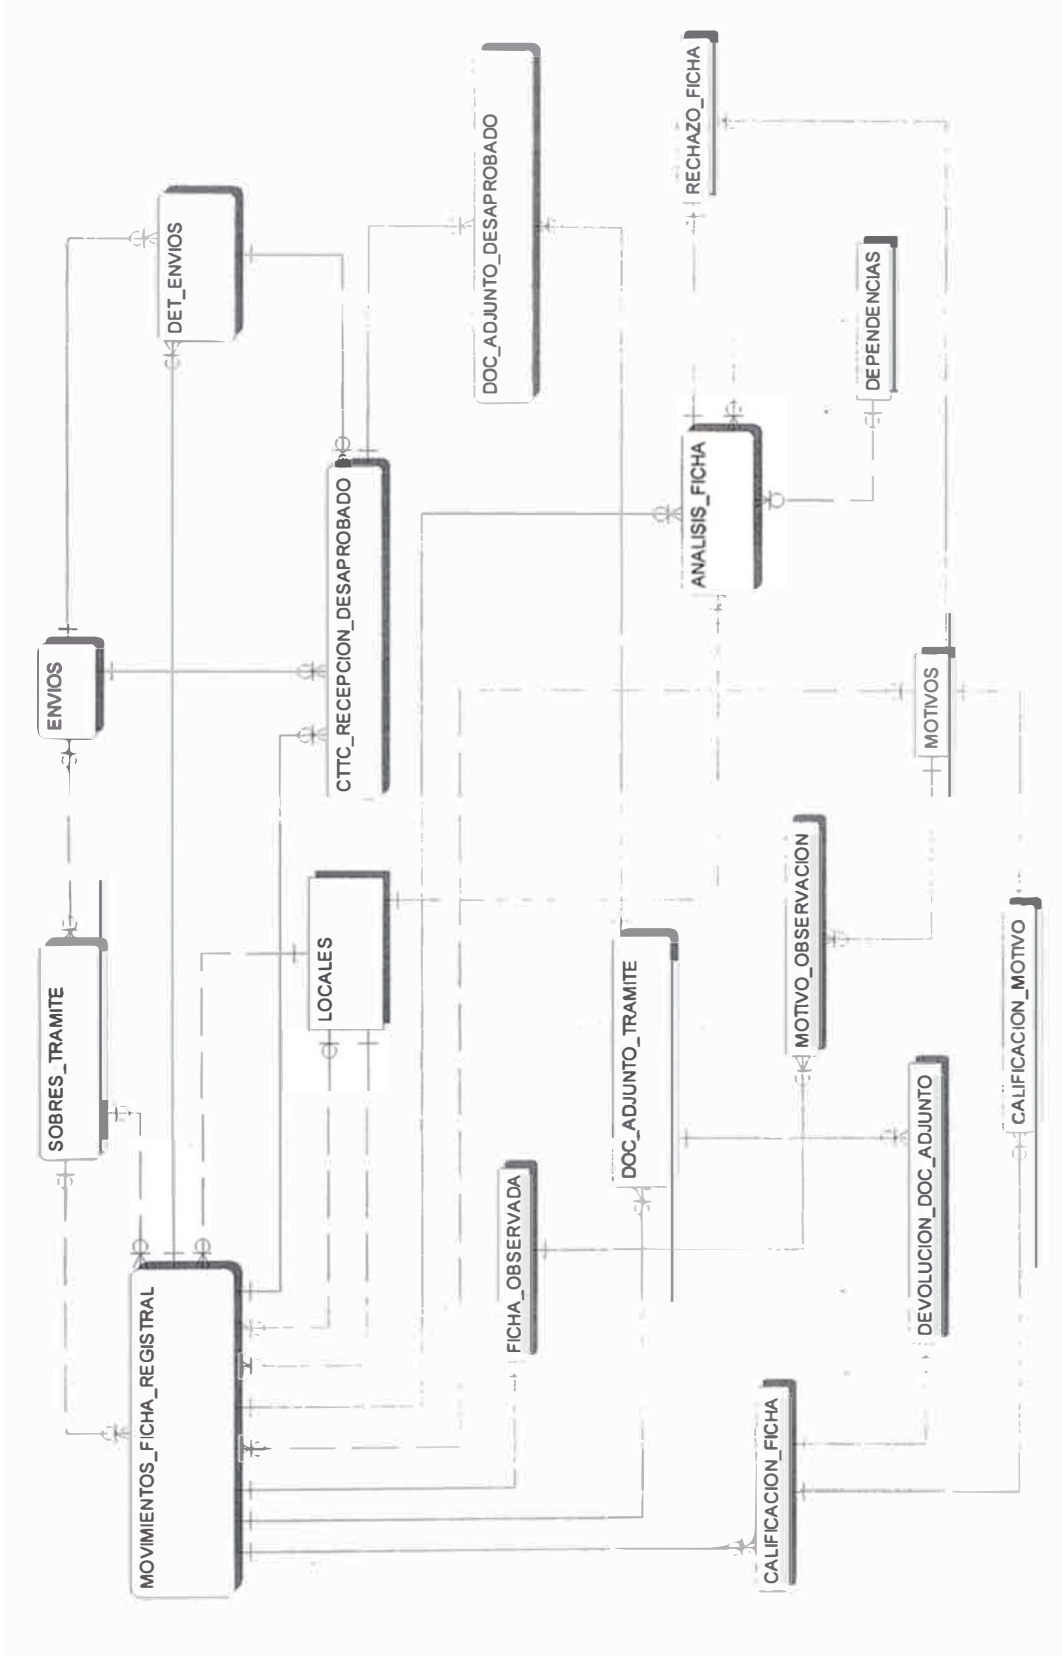 MOVIMIENTOS_FICHA_REGISTRAL
SOBRES_TRAMITE
ENVIOS
DET_ENVIOS
LOCALES
CTTC_RECEPCION_DESAPROBADO
DOC_ADJUNTO_DESAPROBADO
FICHA_OBSERVADA
DOC_ADJUNTO_TRAMITE
ANALISIS_FICHA
RECHAZO_FICHA
CALIFICACION_FICHA
MOTIVO_OBSERVACION
DEPENDENCIAS
DEVOLUCION_DOC_ADJUNTO
MOTIVOS
CALIFICACION_MOTIVO